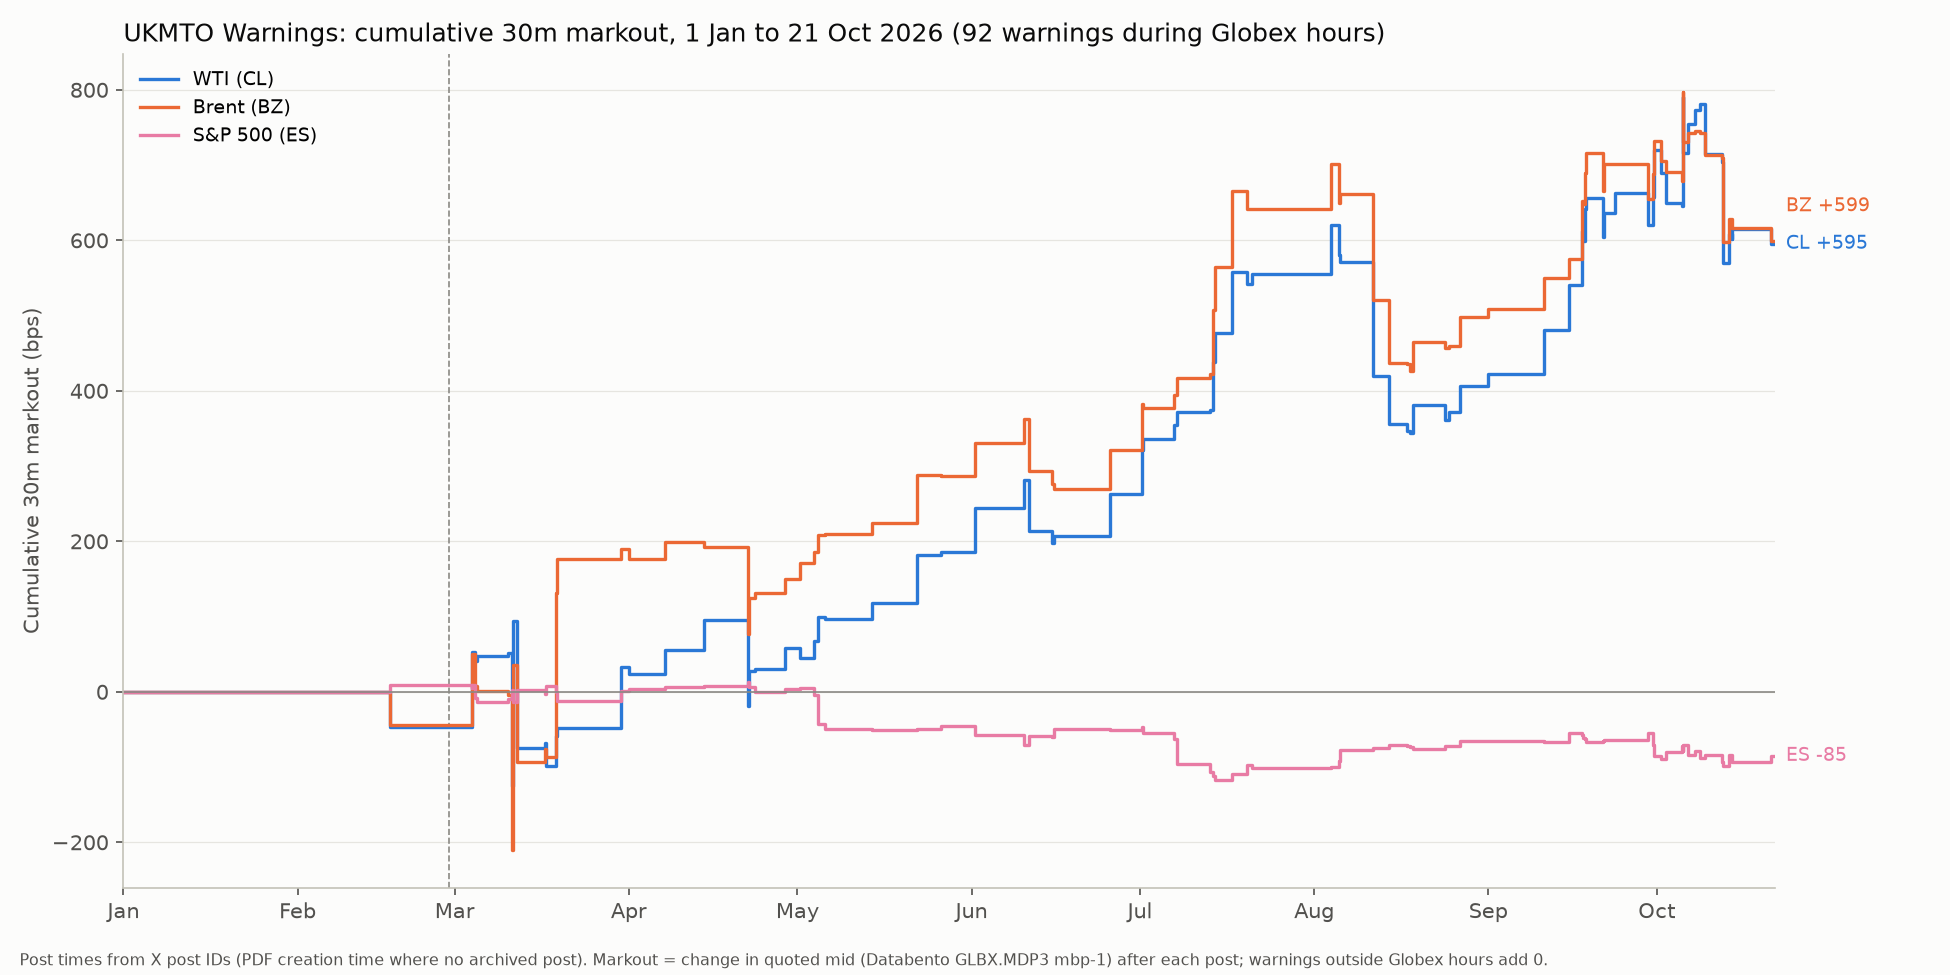 UKMTO Warnings: cumulative 30m markout, 1 Jan to 21 Oct 2026 (92 warnings during Globex hours)
WTI (CL)
Brent (BZ)
S&P 500 (ES)
Cumulative 30m markout (bps)
800
600
400
200
0
−200
BZ +599
CL +595
ES -85
Jan Feb Mar Apr May Jun Jul Aug Sep Oct
Post times from X post IDs (PDF creation time where no archived post). Markout = change in quoted mid (Databento GLBX.MDP3 mbp-1) after each post; warnings outside Globex hours add 0.